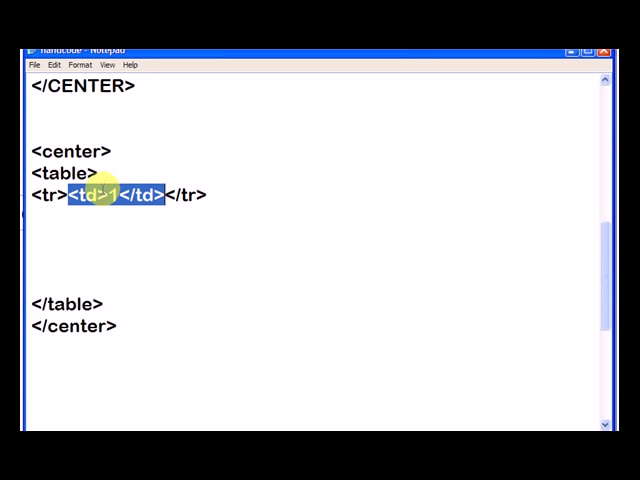 handcode - Notepad
File Edit Format View Help
</CENTER>
<center>
<table>
<tr><td>1</td></tr>
</table>
</center>